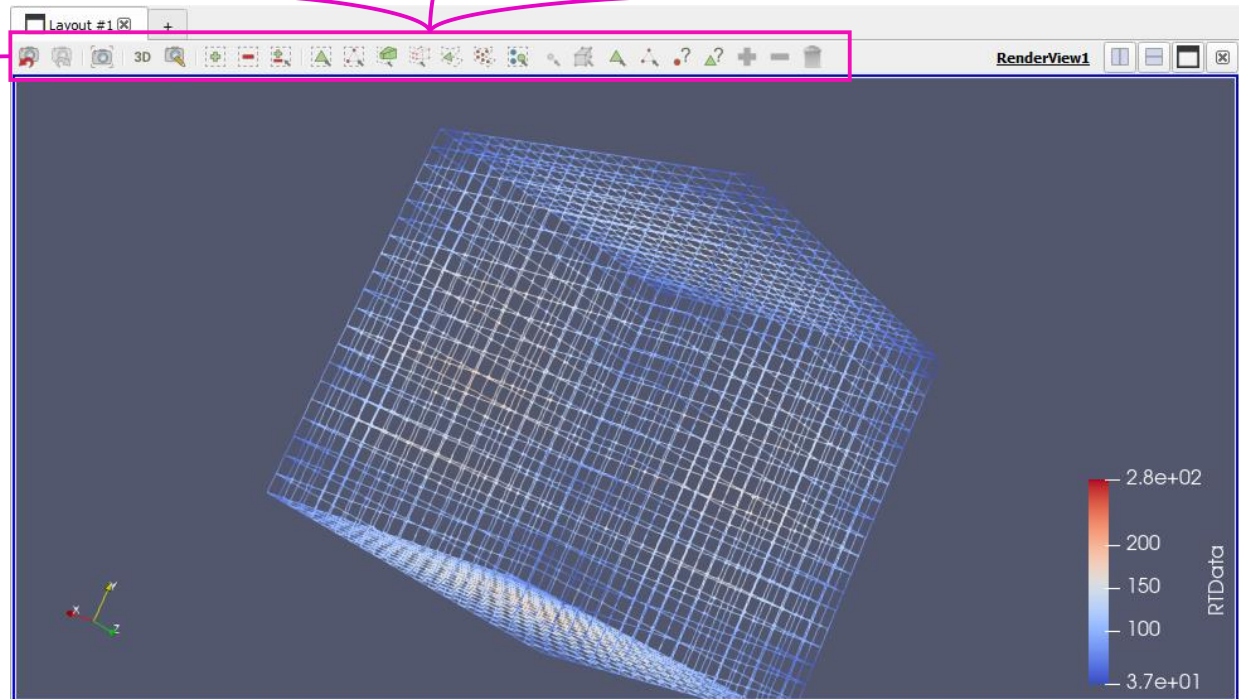 Layout #1 +
3D ? ? RenderView1
2.8e+02
200
150
100
3.7e+01
RTData
Y
X
Z